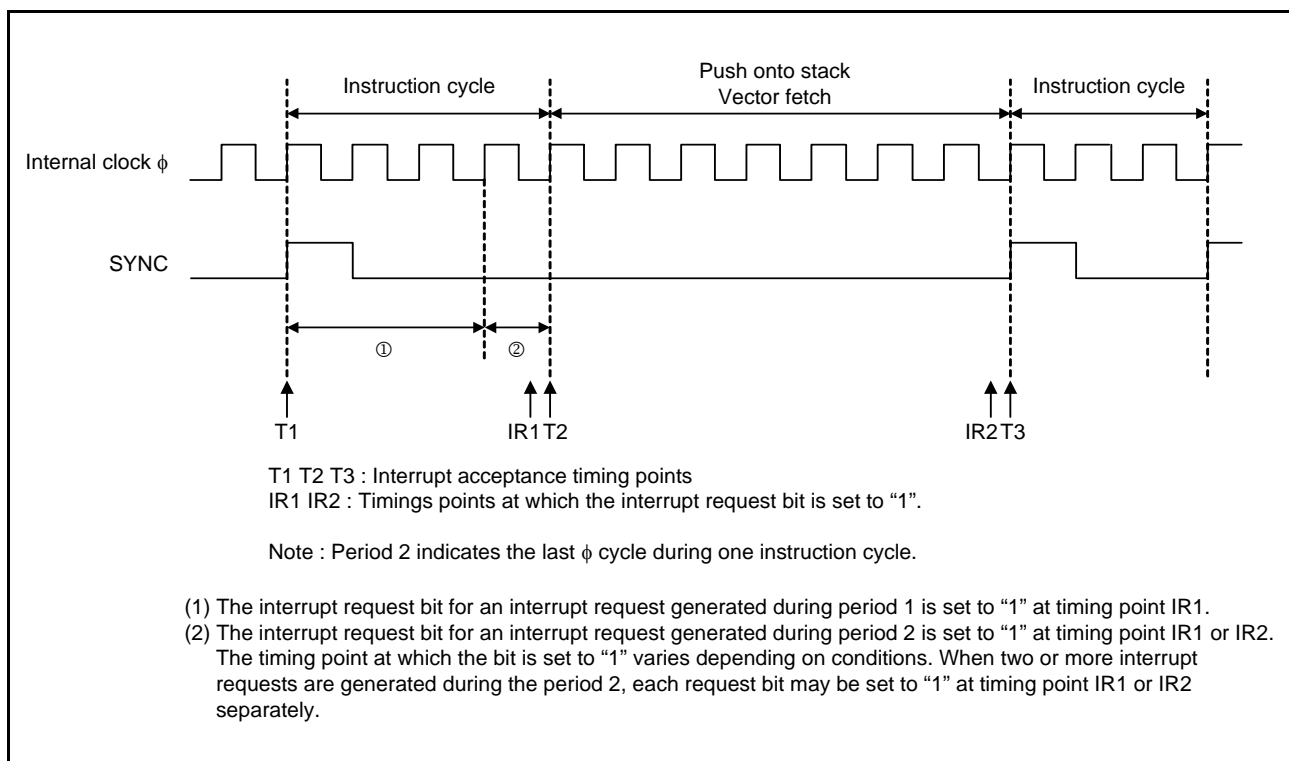 Instruction cycle
Push onto stack
Vector fetch
Instruction cycle
Internal clock ϕ
SYNC
①
②
T1
IR1 T2
IR2 T3
T1 T2 T3 : Interrupt acceptance timing points
IR1 IR2 : Timings points at which the interrupt request bit is set to “1”.
Note : Period 2 indicates the last ϕ cycle during one instruction cycle.
(1) The interrupt request bit for an interrupt request generated during period 1 is set to “1” at timing point IR1.
(2) The interrupt request bit for an interrupt request generated during period 2 is set to “1” at timing point IR1 or IR2.
The timing point at which the bit is set to “1” varies depending on conditions. When two or more interrupt
requests are generated during the period 2, each request bit may be set to “1” at timing point IR1 or IR2
separately.